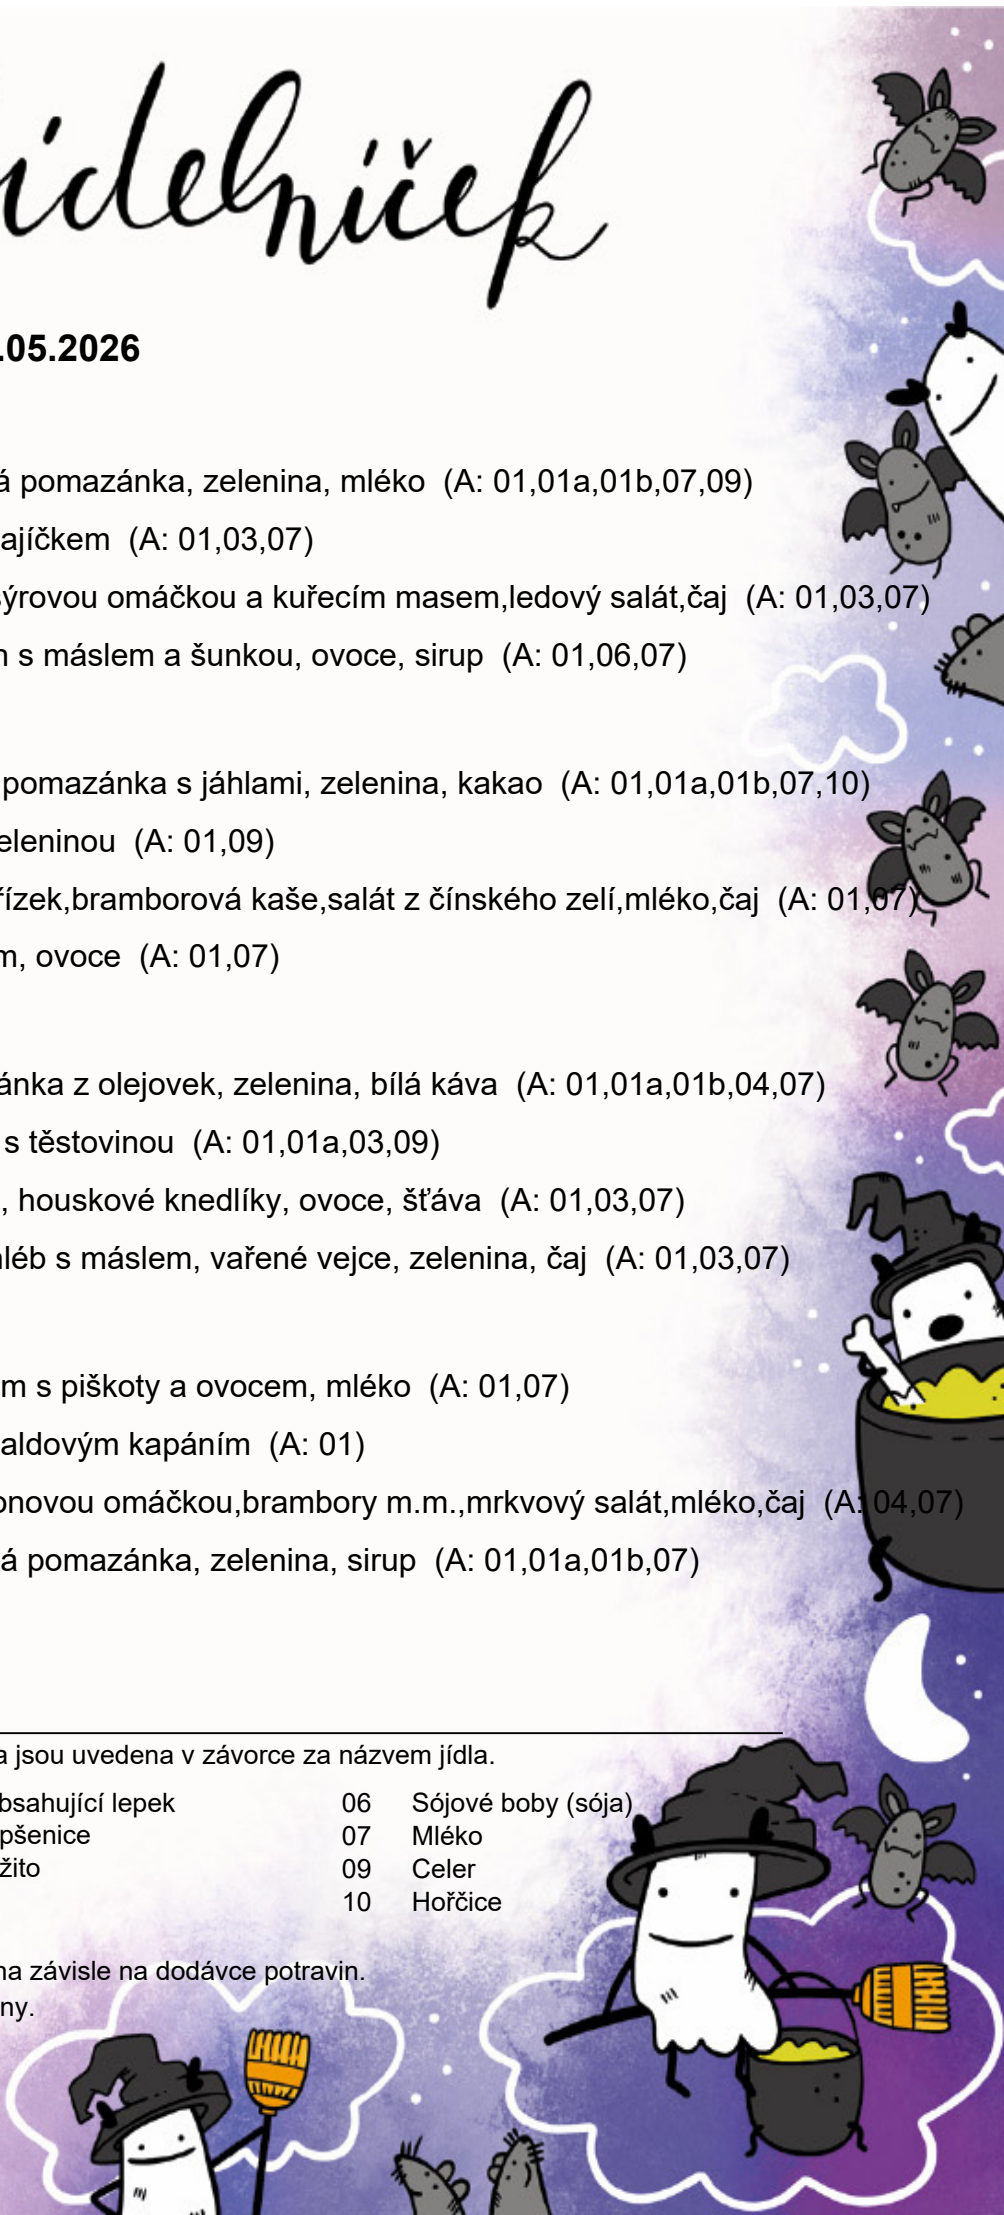 ídelníček
.05.2026
á pomazánka, zelenina, mléko (A: 01,01a,01b,07,09)
ajíčkem (A: 01,03,07)
sýrovou omáčkou a kuřecím masem,ledový salát,čaj (A: 01,03,07)
s máslem a šunkou, ovoce, sirup (A: 01,06,07)
pomazánka s jáhlami, zelenina, kakao (A: 01,01a,01b,07,10)
eleninou (A: 01,09)
řízek,bramborová kaše,salát z čínského zelí,mléko,čaj (A: 01,07)
m, ovoce (A: 01,07)
ánka z olejovek, zelenina, bílá káva (A: 01,01a,01b,04,07)
s těstovinou (A: 01,01a,03,09)
, houskové knedlíky, ovoce, šťáva (A: 01,03,07)
léb s máslem, vařené vejce, zelenina, čaj (A: 01,03,07)
m s piškoty a ovocem, mléko (A: 01,07)
aldovým kapáním (A: 01)
onovou omáčkou,brambory m.m.,mrkvový salát,mléko,čaj (A: 04,07)
á pomazánka, zelenina, sirup (A: 01,01a,01b,07)
a jsou uvedena v závorce za názvem jídla.
bsahující lepek 06 Sójové boby (sója)
pšenice 07 Mléko
žito 09 Celer
10 Hořčice
na závisle na dodávce potravin.
ny.